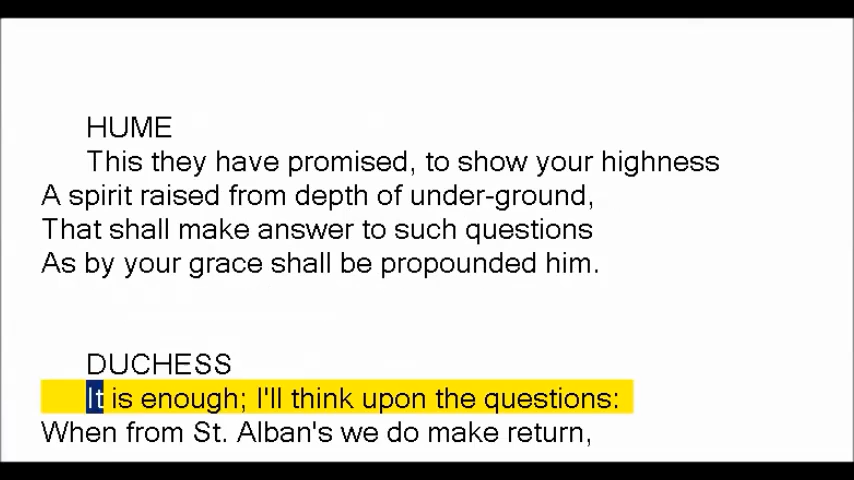 HUME
This they have promised, to show your highness
A spirit raised from depth of under-ground,
That shall make answer to such questions
As by your grace shall be propounded him.
DUCHESS
It is enough; I'll think upon the questions:
When from St. Alban's we do make return,